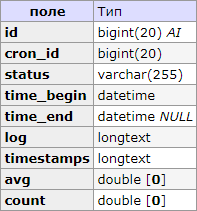 поле Тип
id bigint(20) AI
cron_id bigint(20)
status varchar(255)
time_begin datetime
time_end datetime NULL
log longtext
timestamps longtext
avg double [0]
count double [0]